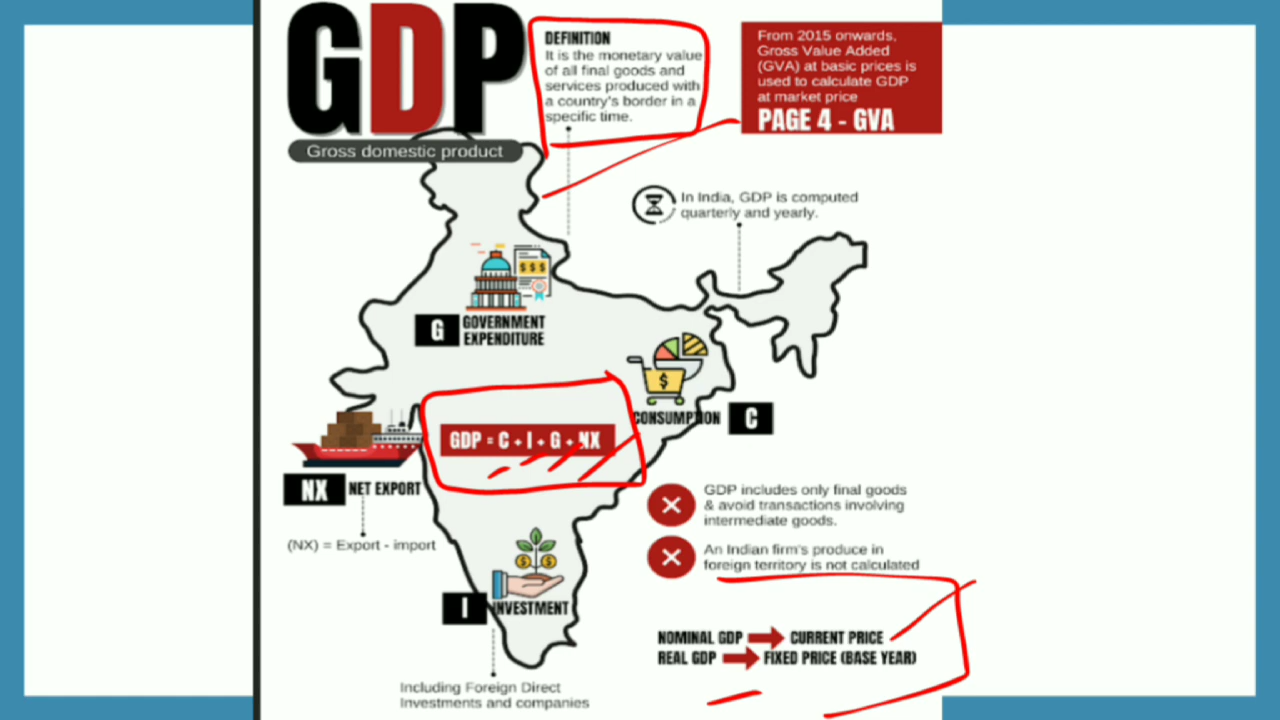 GDP
Gross domestic product
DEFINITION
It is the monetary value
of all final goods and
services produced with
a country's border in a
specific time.
From 2015 onwards,
Gross Value Added
(GVA) at basic prices is
used to calculate GDP
at market price
PAGE 4 - GVA
In India, GDP is computed
quarterly and yearly.
$ $ $
G GOVERNMENT
EXPENDITURE
$
CONSUMPTION C
GDP = C + I + G + NX
NX NET EXPORT
(NX) = Export - import
GDP includes only final goods
& avoid transactions involving
intermediate goods.
An Indian firm's produce in
foreign territory is not calculated
$ $
I INVESTMENT
NOMINAL GDP CURRENT PRICE
REAL GDP FIXED PRICE (BASE YEAR)
Including Foreign Direct
Investments and companies